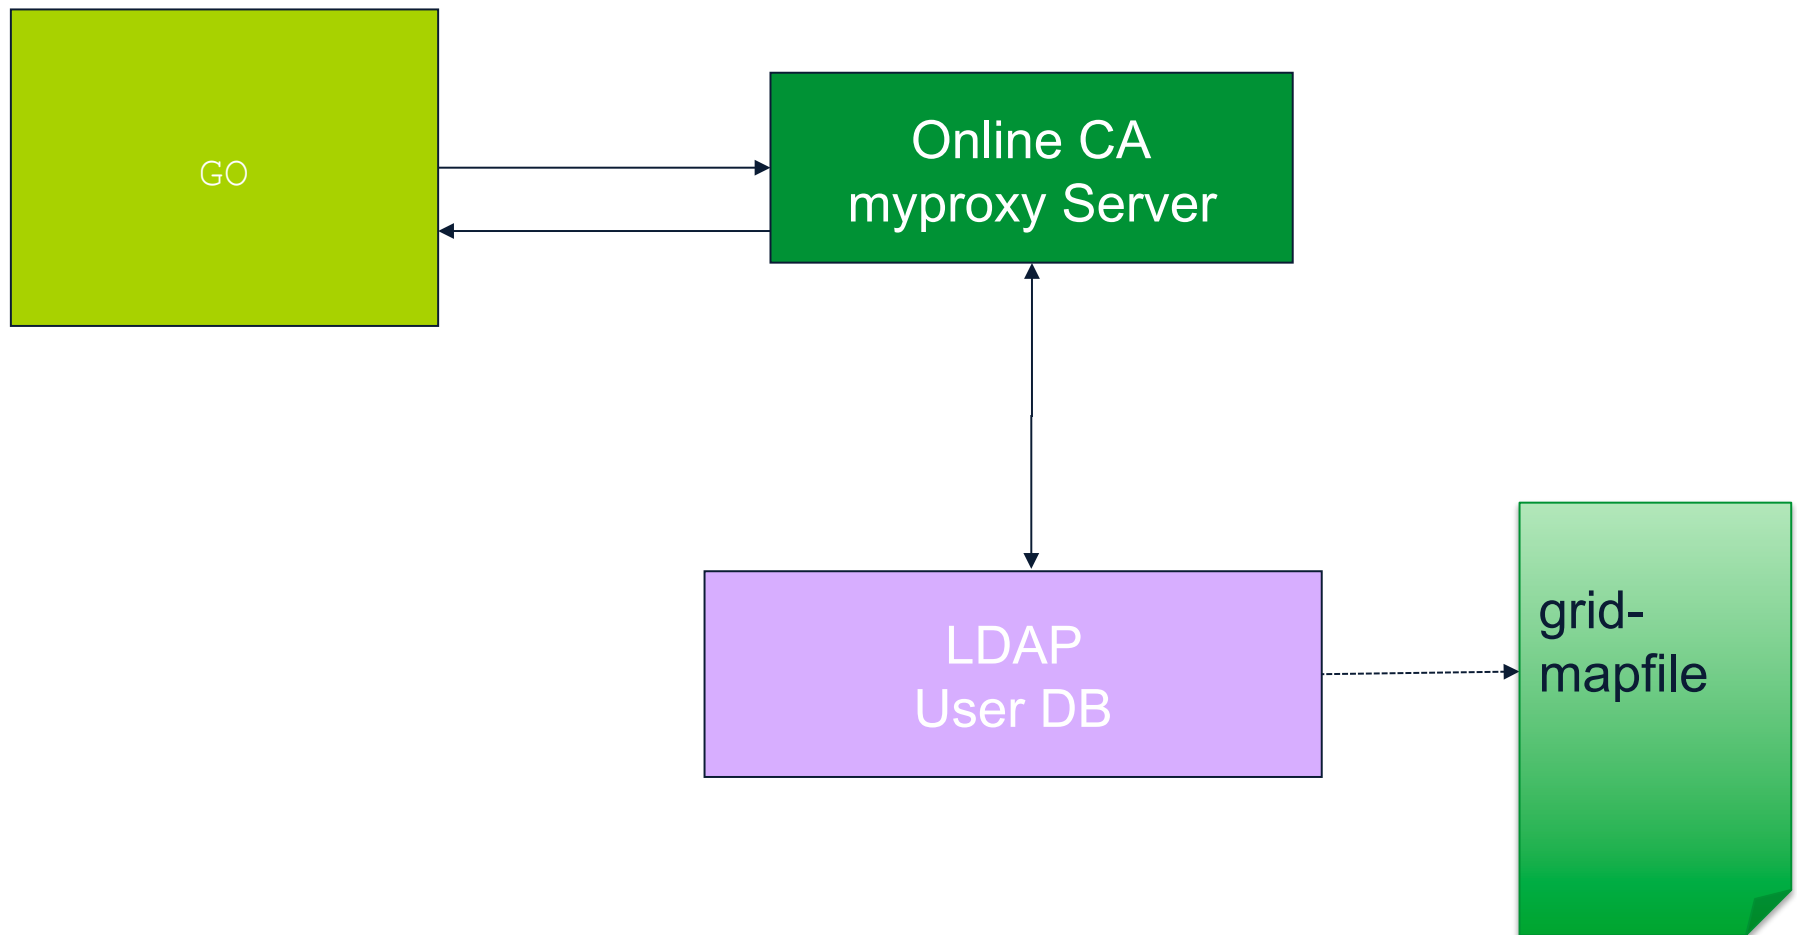 GO
Online CA
myproxy Server
LDAP
User DB
grid-
mapfile